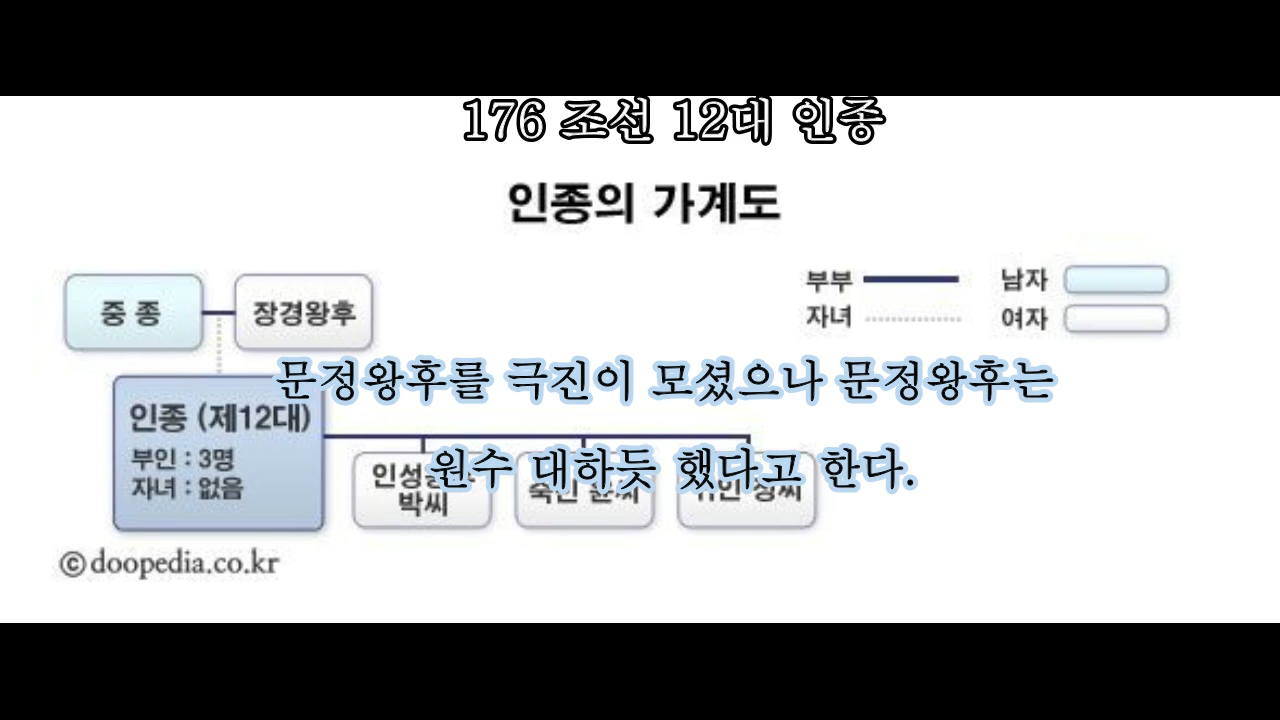 176 조선 12대 인종
인종의 가계도
부부
남자
자녀
여자
중 종
장경왕후
문정왕후를 극진히 모셨으나 문정왕후는
원수 대하듯 했다고 한다.
인종 (제12대)
부인 : 3명
자녀 : 없음
박씨
©doopedia.co.kr